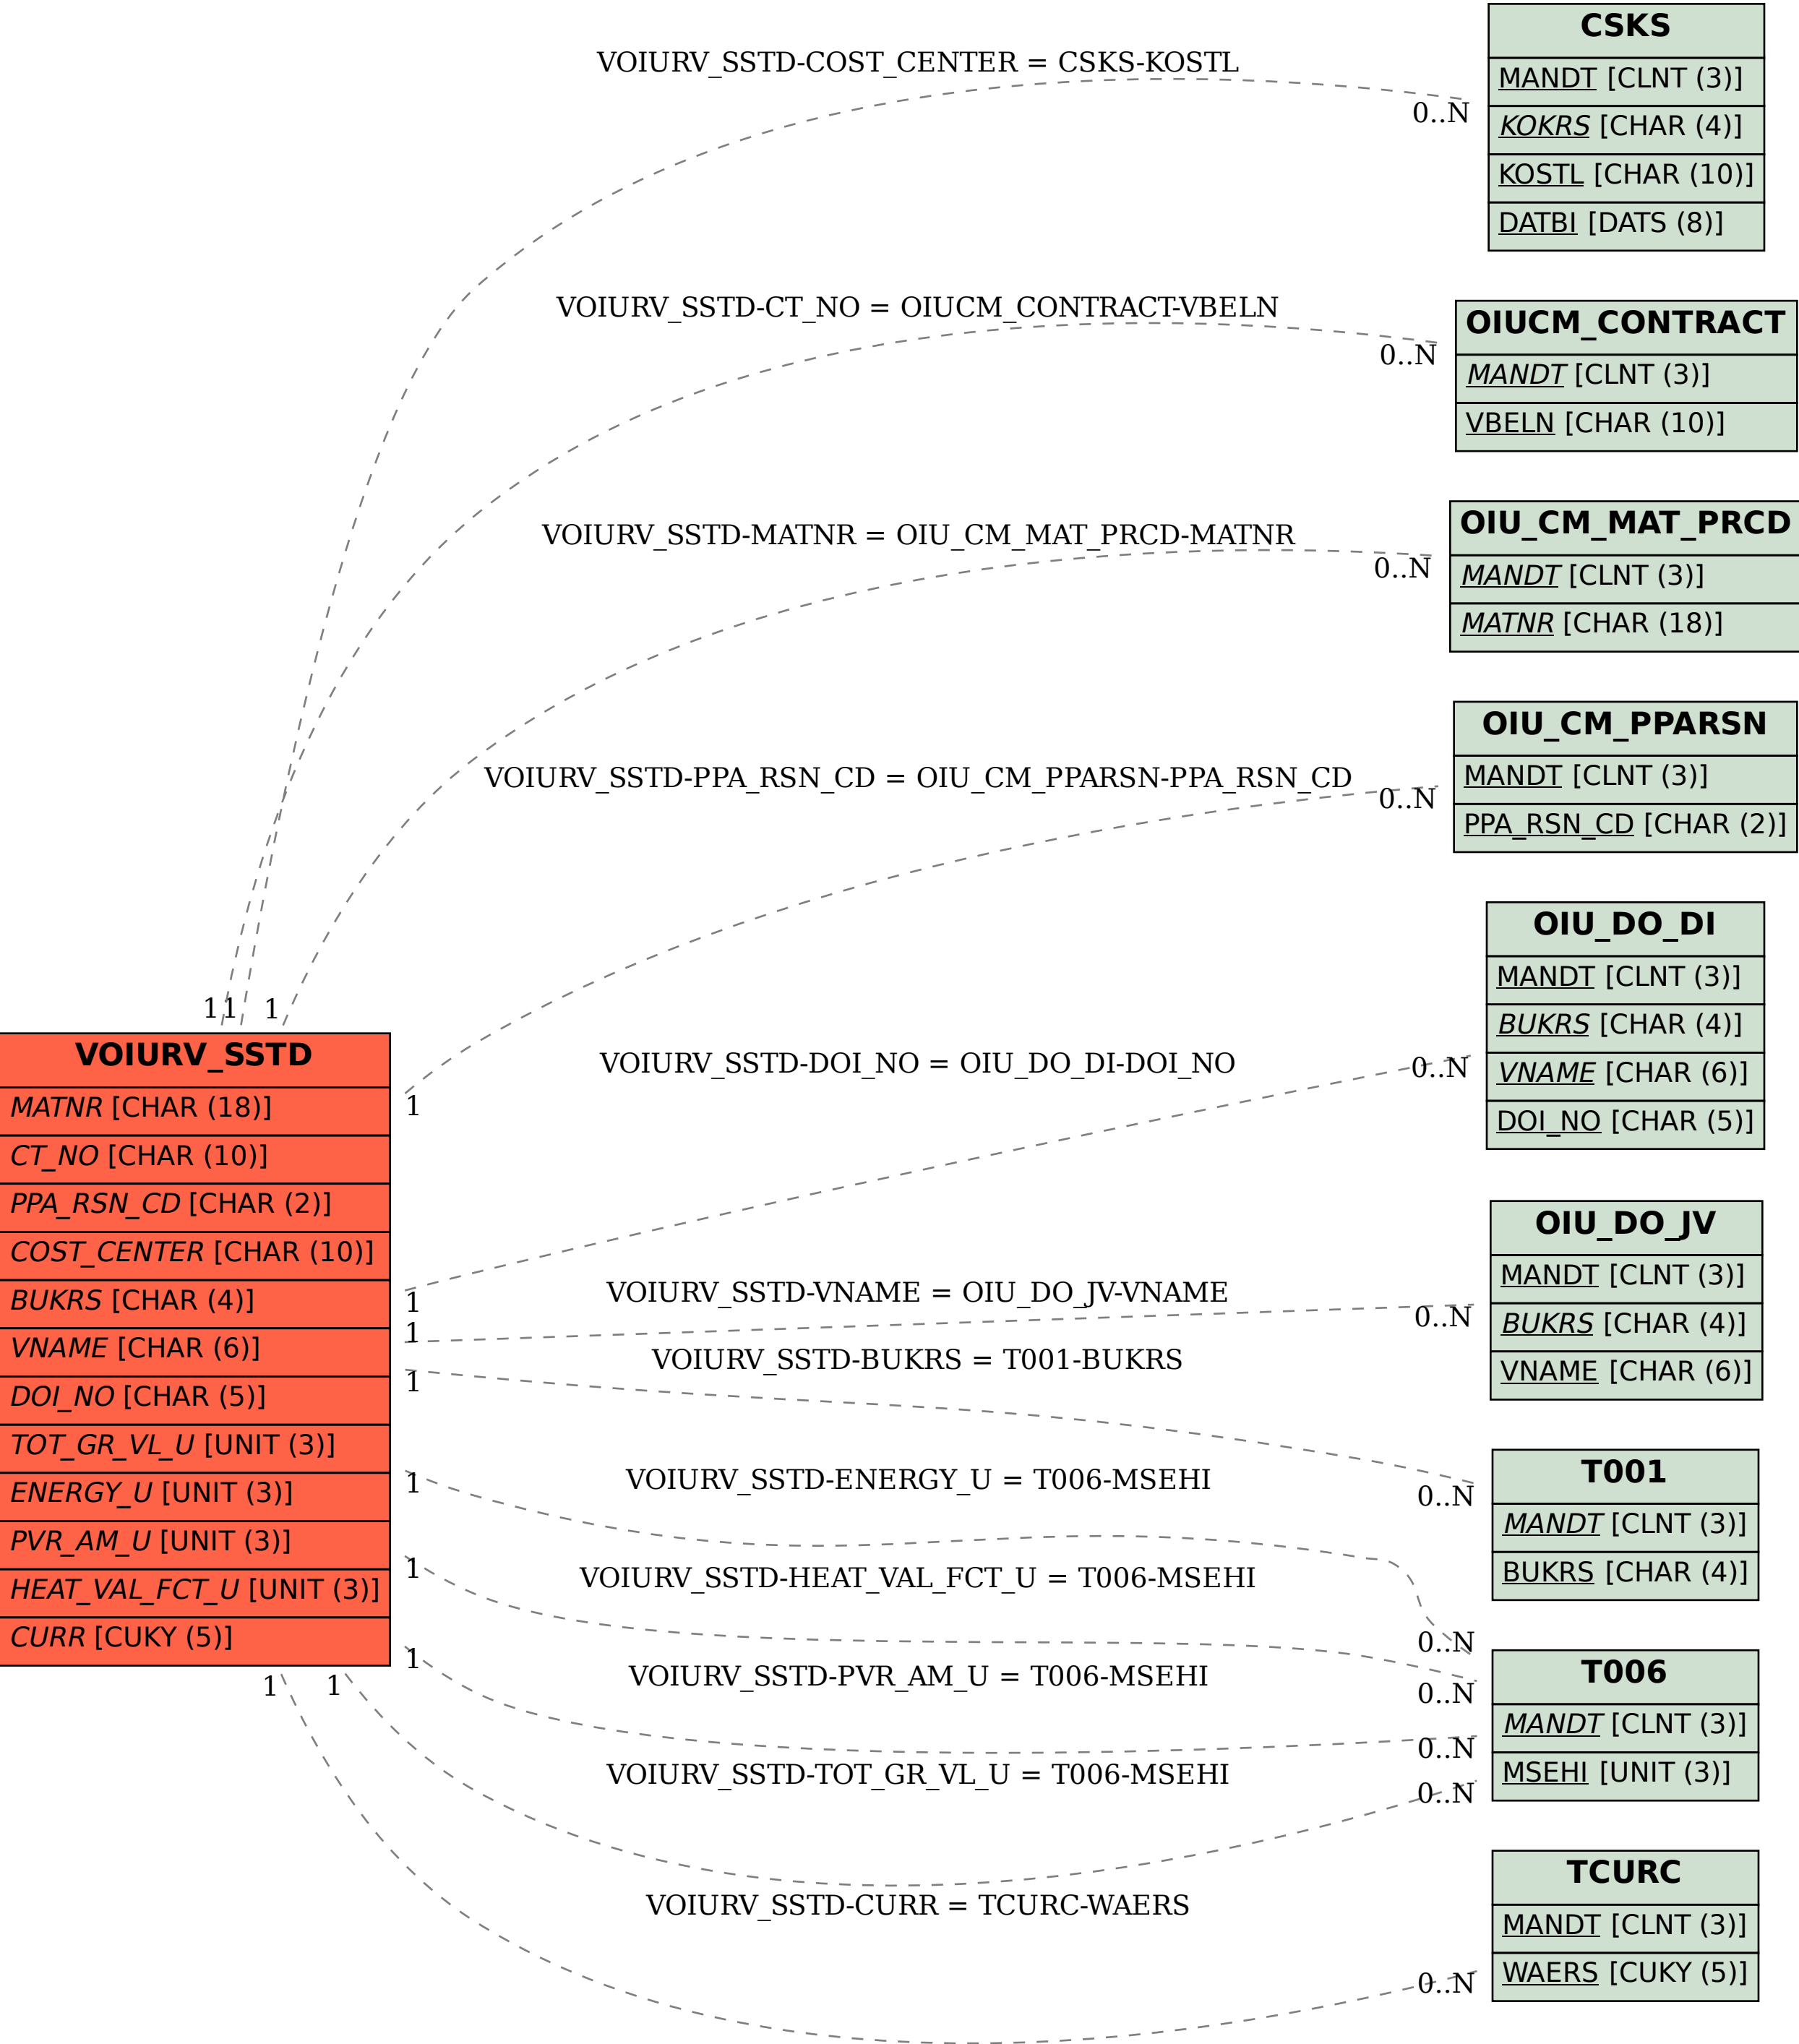 CSKS
MANDT [CLNT (3)]
KOKRS [CHAR (4)]
KOSTL [CHAR (10)]
DATBI [DATS (8)]
VOIURV_SSTD-COST_CENTER = CSKS-KOSTL
0..N
OIUCM_CONTRACT
MANDT [CLNT (3)]
VBELN [CHAR (10)]
VOIURV_SSTD-CT_NO = OIUCM_CONTRACT-VBELN
0..N
OIU_CM_MAT_PRCD
MANDT [CLNT (3)]
MATNR [CHAR (18)]
VOIURV_SSTD-MATNR = OIU_CM_MAT_PRCD-MATNR
0..N
OIU_CM_PPARSN
MANDT [CLNT (3)]
PPA_RSN_CD [CHAR (2)]
VOIURV_SSTD-PPA_RSN_CD = OIU_CM_PPARSN-PPA_RSN_CD
0..N
OIU_DO_DI
MANDT [CLNT (3)]
BUKRS [CHAR (4)]
VNAME [CHAR (6)]
DOI_NO [CHAR (5)]
1 1 1
VOIURV_SSTD
MATNR [CHAR (18)]
CT_NO [CHAR (10)]
PPA_RSN_CD [CHAR (2)]
COST_CENTER [CHAR (10)]
BUKRS [CHAR (4)]
VNAME [CHAR (6)]
DOI_NO [CHAR (5)]
TOT_GR_VL_U [UNIT (3)]
ENERGY_U [UNIT (3)]
PVR_AM_U [UNIT (3)]
HEAT_VAL_FCT_U [UNIT (3)]
CURR [CUKY (5)]
1
VOIURV_SSTD-DOI_NO = OIU_DO_DI-DOI_NO
0..N
1
OIU_DO_JV
MANDT [CLNT (3)]
BUKRS [CHAR (4)]
VNAME [CHAR (6)]
VOIURV_SSTD-VNAME = OIU_DO_JV-VNAME
0..N
1
VOIURV_SSTD-BUKRS = T001-BUKRS
1
0..N
T001
MANDT [CLNT (3)]
BUKRS [CHAR (4)]
VOIURV_SSTD-ENERGY_U = T006-MSEHI
1
0..N
VOIURV_SSTD-HEAT_VAL_FCT_U = T006-MSEHI
1
0..N
T006
MANDT [CLNT (3)]
MSEHI [UNIT (3)]
VOIURV_SSTD-PVR_AM_U = T006-MSEHI
1
0..N
VOIURV_SSTD-TOT_GR_VL_U = T006-MSEHI
1 1
0..N
TCURC
MANDT [CLNT (3)]
WAERS [CUKY (5)]
VOIURV_SSTD-CURR = TCURC-WAERS
0..N